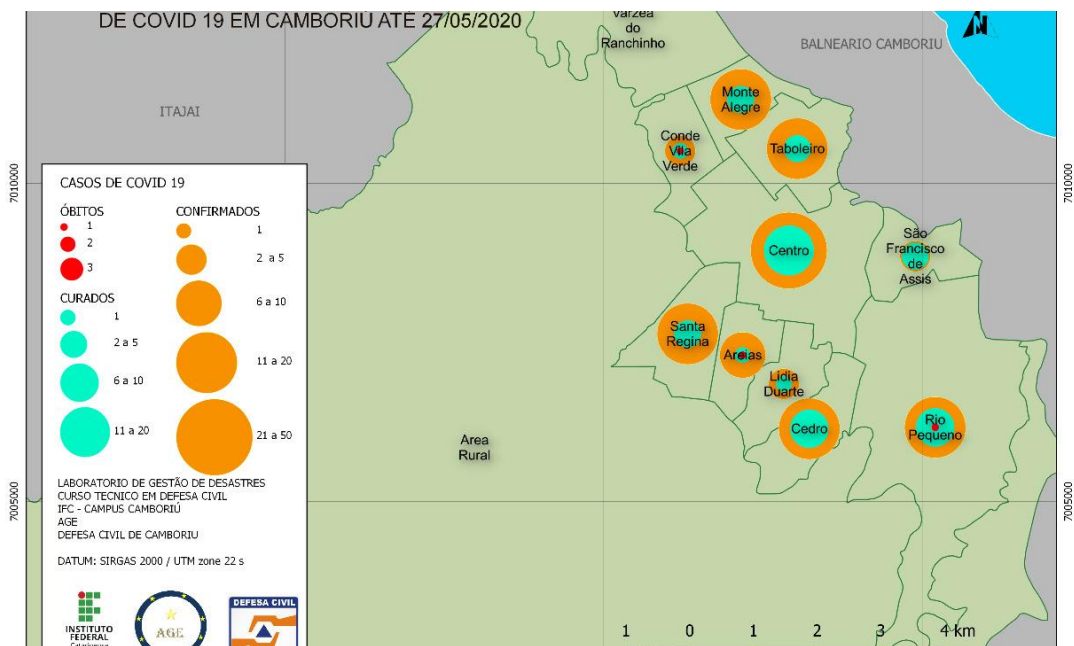 DE COVID 19 EM CAMBORIU ATÉ 27/05/2020
Varzea
do
Ranchinho
BALNEARIO CAMBORIU
N
ITAJAI
Monte
Alegre
Conde
Vila
Verde
Taboleiro
7010000
7010000
CASOS DE COVID 19
ÓBITOS
1
2
3
CONFIRMADOS
1
2 a 5
6 a 10
11 a 20
21 a 50
CURADOS
1
2 a 5
6 a 10
11 a 20
Centro
São
Francisco
de
Assis
Santa
Regina
Areias
Lidia
Duarte
Cedro
Rio
Pequeno
Area
Rural
LABORATORIO DE GESTÃO DE DESASTRES
CURSO TECNICO EM DEFESA CIVIL
IFC - CAMPUS CAMBORIÚ
AGE
DEFESA CIVIL DE CAMBORIU
7005000
7005000
DATUM: SIRGAS 2000 / UTM zone 22 s
INSTITUTO
FEDERAL
AGE
DEFESA CIVIL
1 0 1 2 3 4 km